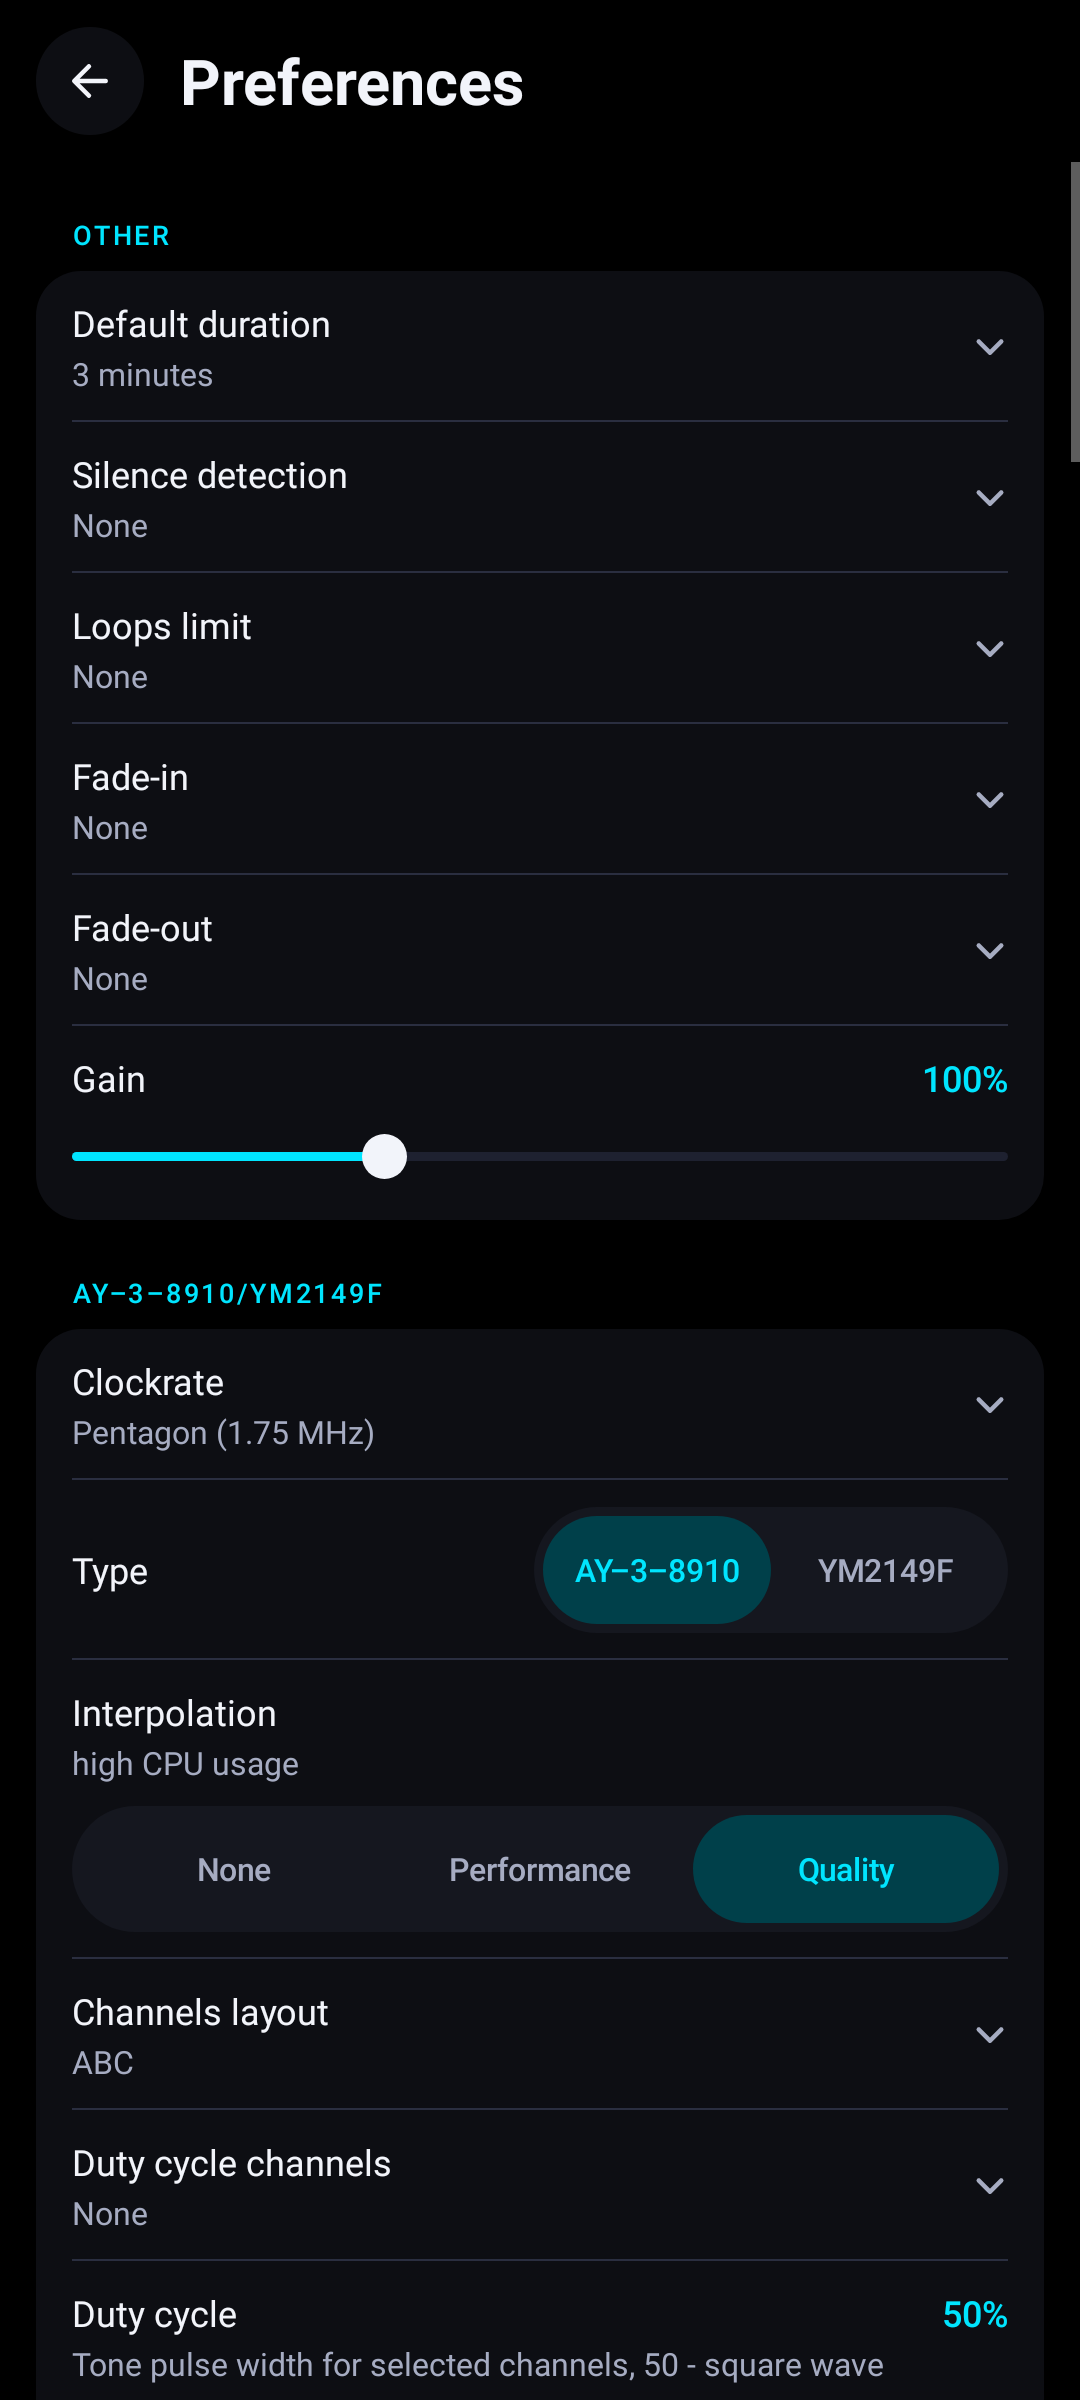 Preferences
OTHER
Default duration
3 minutes
Silence detection
None
Loops limit
None
Fade-in
None
Fade-out
None
Gain
100%
AY–3–8910/YM2149F
Clockrate
Pentagon (1.75 MHz)
Type
AY–3–8910
YM2149F
Interpolation
high CPU usage
None
Performance
Quality
Channels layout
ABC
Duty cycle channels
None
Duty cycle
50%
Tone pulse width for selected channels, 50 - square wave